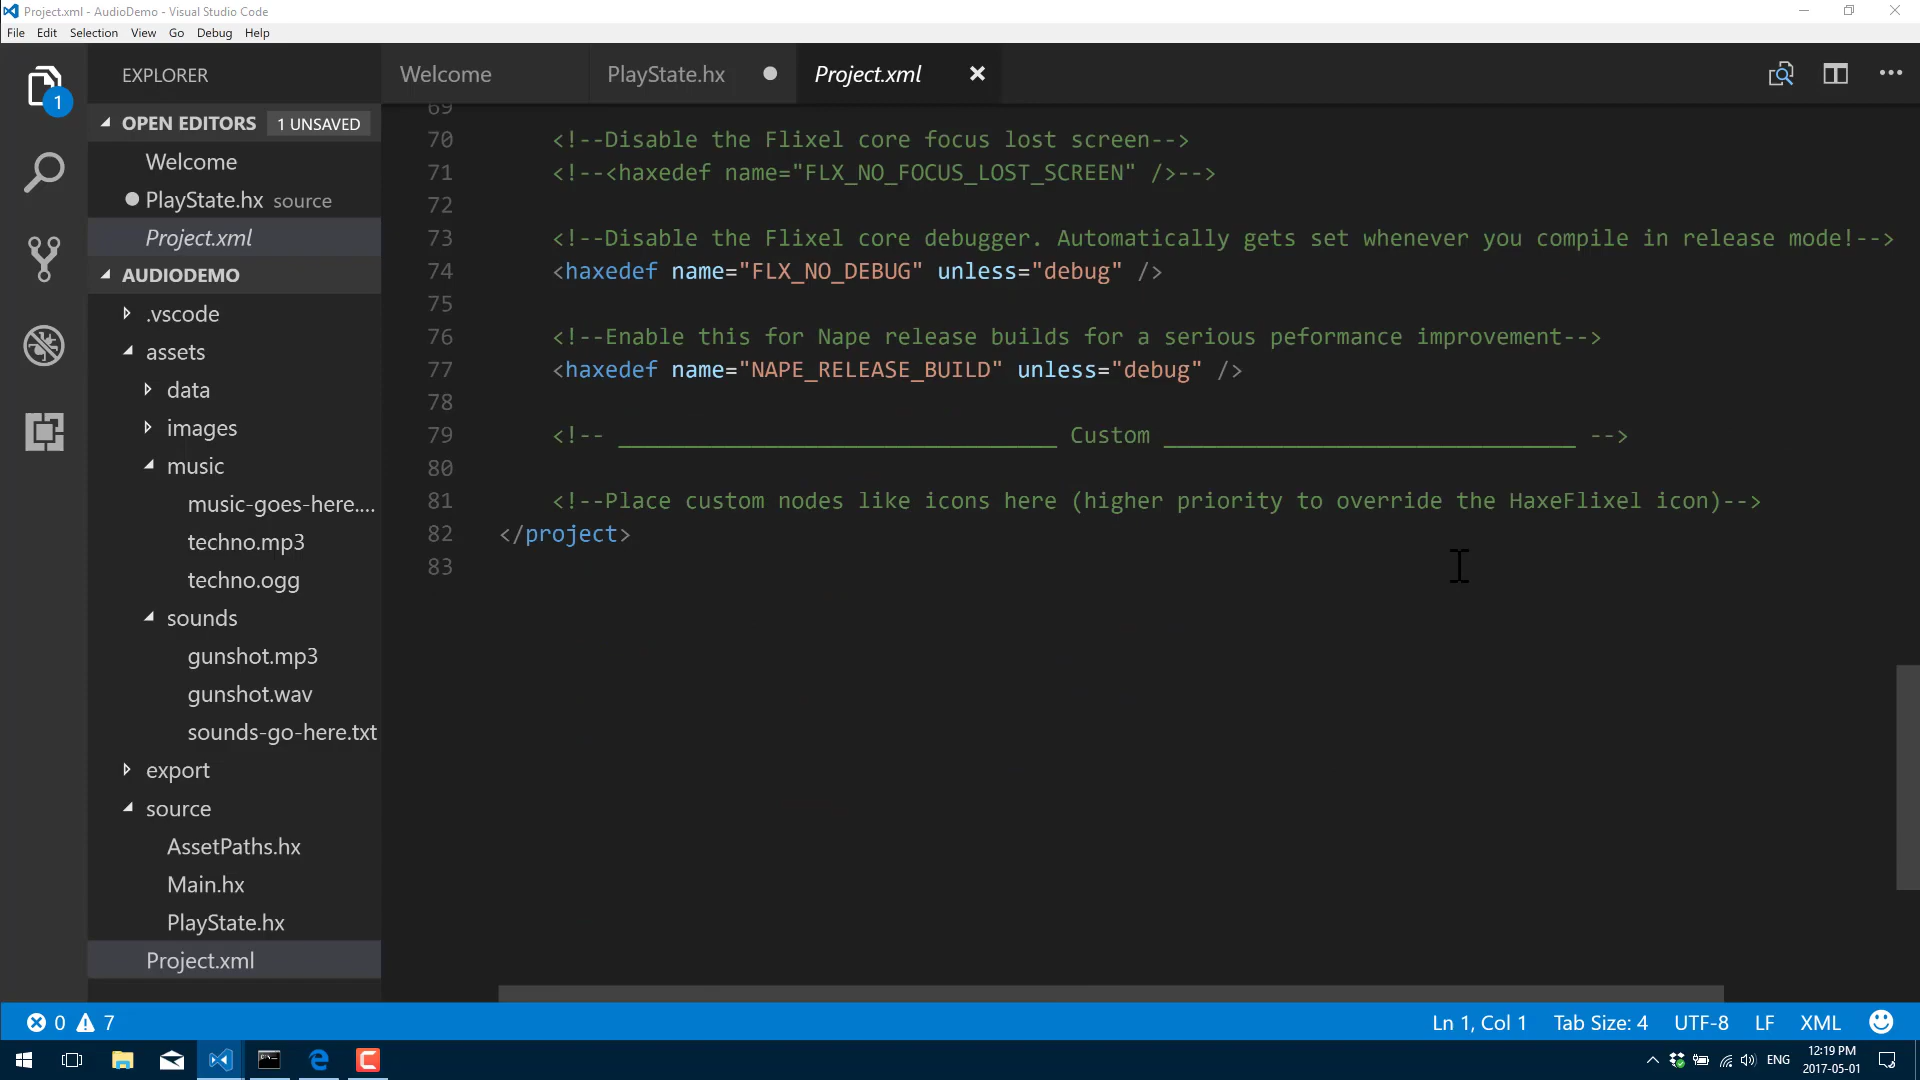 Project.xml - AudioDemo - Visual Studio Code
File Edit Selection View Go Debug Help
EXPLORER
Welcome PlayState.hx Project.xml
1
OPEN EDITORS 1 UNSAVED
Welcome
PlayState.hx source
Project.xml
AUDIODEMO
.vscode
assets
data
images
music
music-goes-here....
techno.mp3
techno.ogg
sounds
gunshot.mp3
gunshot.wav
sounds-go-here.txt
export
source
AssetPaths.hx
Main.hx
PlayState.hx
Project.xml
69
70 <!--Disable the Flixel core focus lost screen-->
71 <!--<haxedef name="FLX_NO_FOCUS_LOST_SCREEN" />-->
72
73 <!--Disable the Flixel core debugger. Automatically gets set whenever you compile in release mode!-->
74 <haxedef name="FLX_NO_DEBUG" unless="debug" />
75
76 <!--Enable this for Nape release builds for a serious peformance improvement-->
77 <haxedef name="NAPE_RELEASE_BUILD" unless="debug" />
78
79 <!-- _________________________________ Custom _______________________________ -->
80
81 <!--Place custom nodes like icons here (higher priority to override the HaxeFlixel icon)-->
82 </project>
83
0 7
Ln 1, Col 1 Tab Size: 4 UTF-8 LF XML
ENG
12:19 PM
2017-05-01